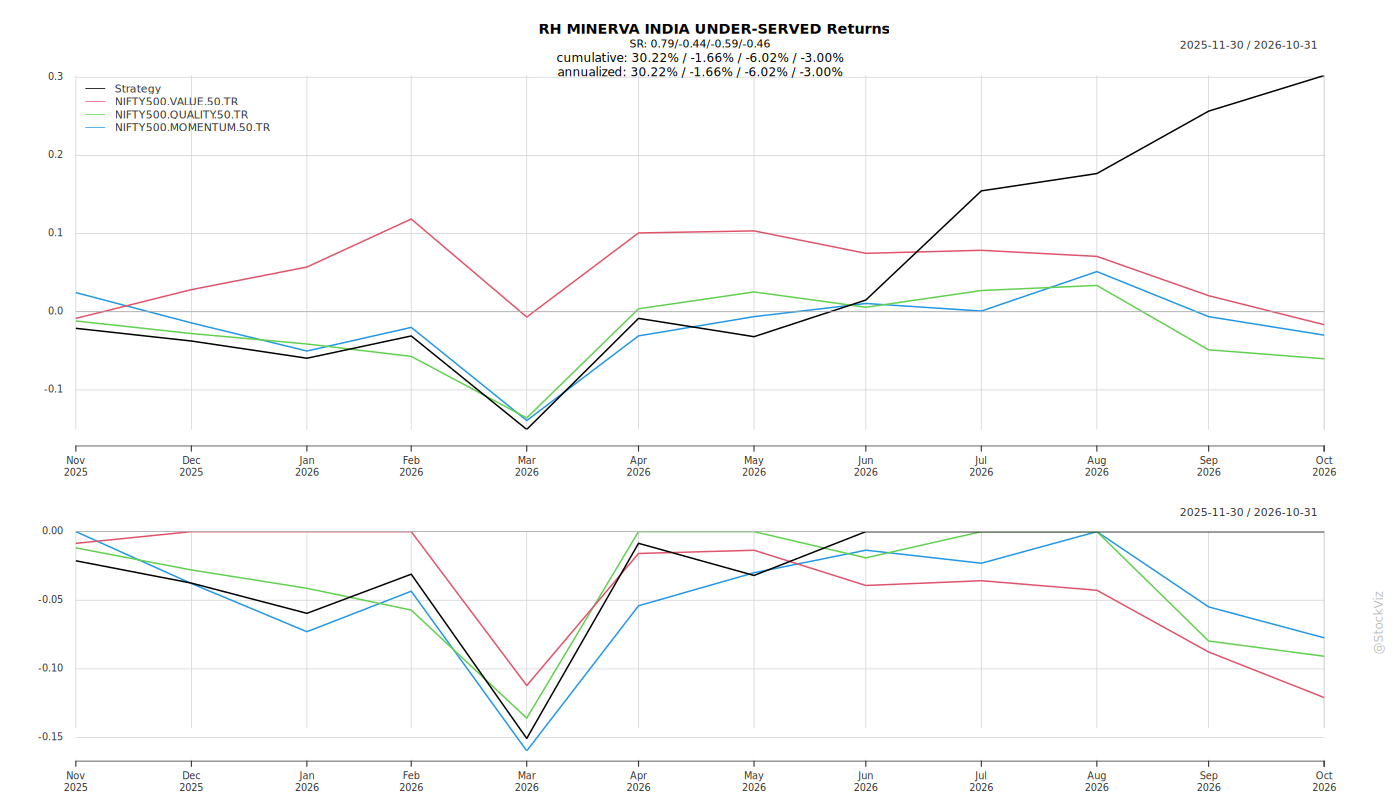 RH MINERVA INDIA UNDER-SERVED Returns
SR: 0.79/-0.44/-0.59/-0.46
cumulative: 30.22% / -1.66% / -6.02% / -3.00%
annualized: 30.22% / -1.66% / -6.02% / -3.00%
2025-11-30 / 2026-10-31
Strategy
NIFTY500.VALUE.50.TR
NIFTY500.QUALITY.50.TR
NIFTY500.MOMENTUM.50.TR
0.3
0.2
0.1
0.0
-0.1
Nov Dec Jan Feb Mar Apr May Jun Jul Aug Sep Oct
2025 2025 2026 2026 2026 2026 2026 2026 2026 2026 2026 2026
2025-11-30 / 2026-10-31
0.00
-0.05
-0.10
-0.15
Nov Dec Jan Feb Mar Apr May Jun Jul Aug Sep Oct
2025 2025 2026 2026 2026 2026 2026 2026 2026 2026 2026 2026
@StockViz